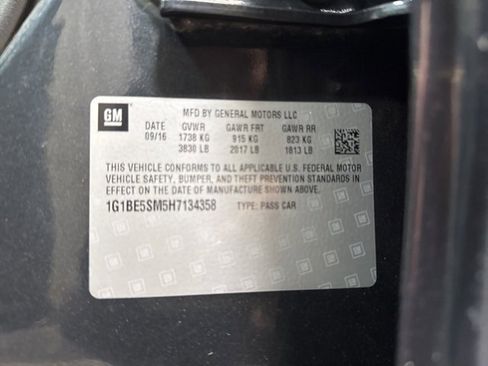 GM
MFD BY GENERAL MOTORS LLC
DATE GVWR GAWR FRT GAWR RR
09/16 1738 KG 915 KG 823 KG
3830 LB 2017 LB 1813 LB
THIS VEHICLE CONFORMS TO ALL APPLICABLE U.S. FEDERAL MOTOR
VEHICLE SAFETY, BUMPER, AND THEFT PREVENTION STANDARDS IN
EFFECT ON THE DATE OF MANUFACTURE SHOWN ABOVE.
1G1BE5SM5H7134358 TYPE: PASS CAR